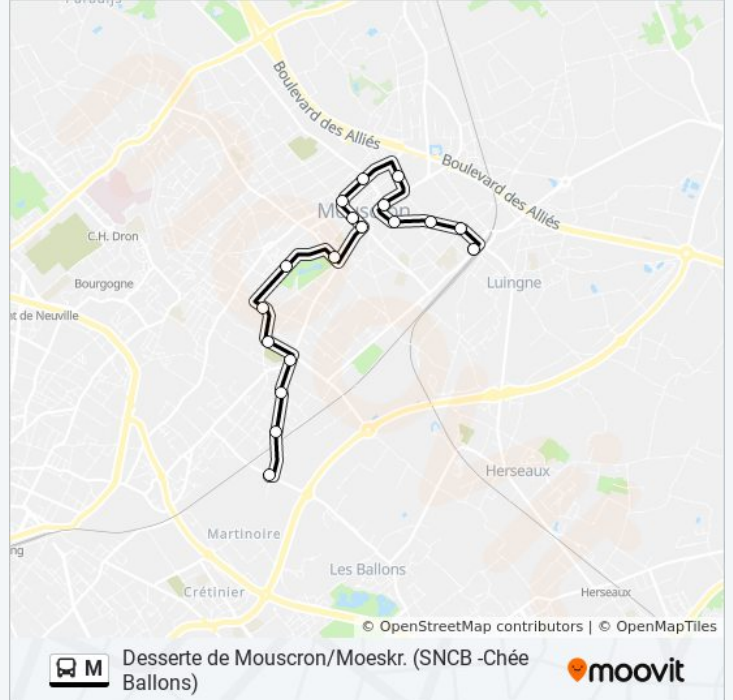 Boulevard des Alliés
Boulevard des Alliés
Mouscron
C.H. Dron
Bourgogne
Luingne
nt de Neuville
Herseaux
Martinoire
ng
Les Ballons
Crétinier
Herseaux
© OpenStreetMap contributors | © OpenMapTiles
M
Desserte de Mouscron/Moeskr. (SNCB -Chée
Ballons)
moovit